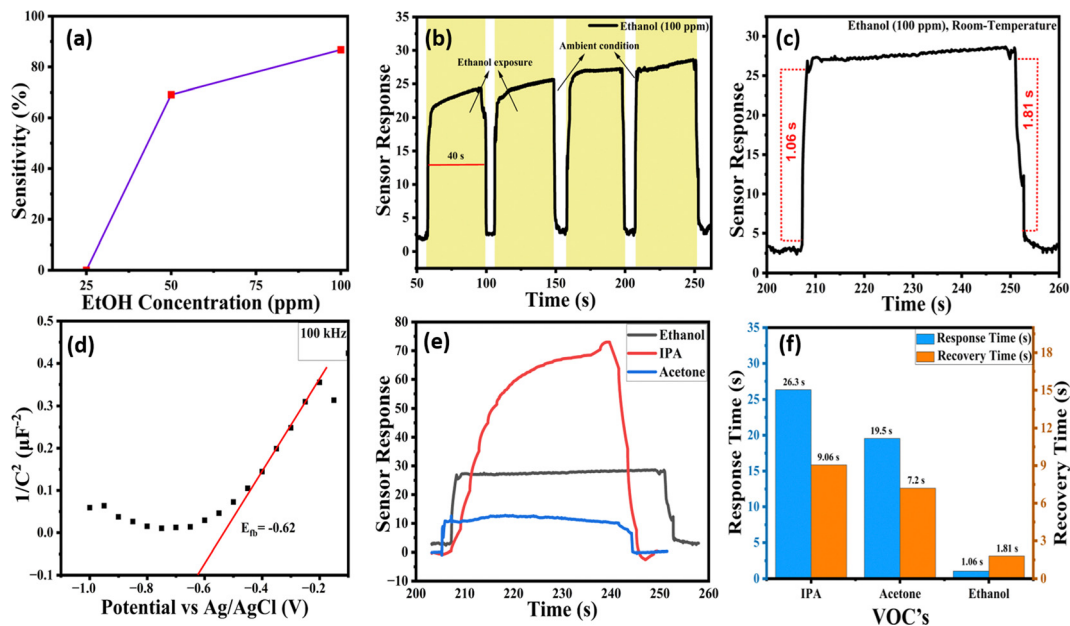 (a)
Sensitivity (%)
100
80
60
40
20
0
25
50
75
100
EtOH Concentration (ppm)
(b)
Ethanol (100 ppm)
Ambient condition
Ethanol exposure
40 s
Sensor Response
35
30
25
20
15
10
5
0
50
100
150
200
250
Time (s)
(c)
Ethanol (100 ppm), Room-Temperature
1.06 s
1.81 s
Sensor Response
30
25
20
15
10
5
0
200
210
220
230
240
250
260
Time (s)
(d)
100 kHz
E_fb= -0.62
1/C² (μF⁻²)
0.5
0.4
0.3
0.2
0.1
0.0
−0.1
−1.0
−0.8
−0.6
−0.4
−0.2
Potential vs Ag/AgCl (V)
(e)
Ethanol
IPA
Acetone
Sensor Response
80
70
60
50
40
30
20
10
0
−10
200
210
220
230
240
250
260
Time (s)
(f)
Response Time (s)
Recovery Time (s)
26.3 s
9.06 s
19.5 s
7.2 s
1.06 s
1.81 s
Response Time (s)
35
30
25
20
15
10
5
0
Recovery Time (s)
18
15
12
9
6
3
0
IPA
Acetone
Ethanol
VOC's